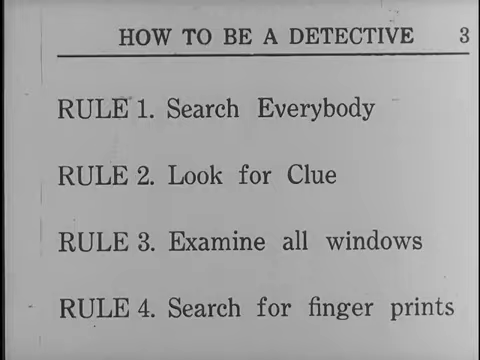 HOW TO BE A DETECTIVE 3
RULE 1. Search Everybody
RULE 2. Look for Clue
RULE 3. Examine all windows
RULE 4. Search for finger prints